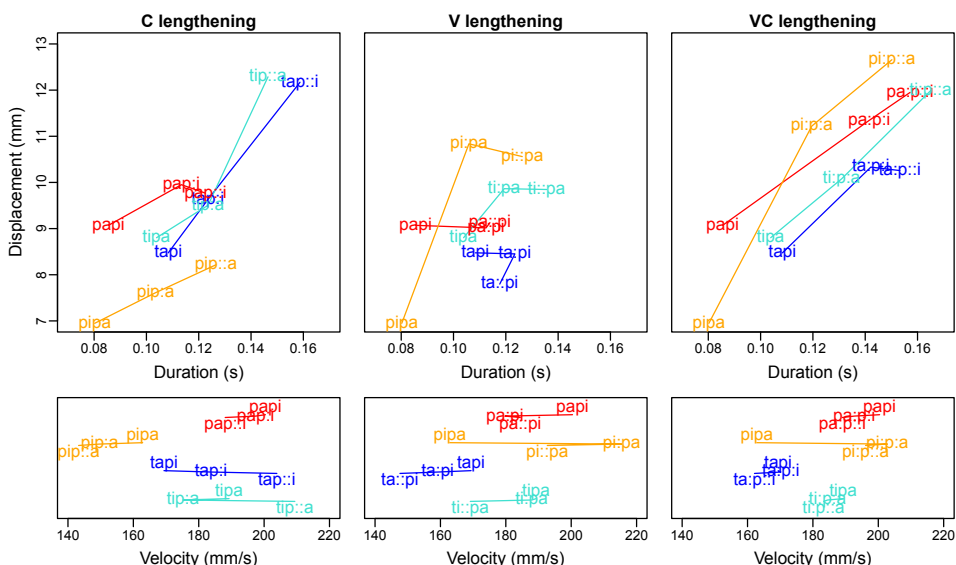 C lengthening
V lengthening
VC lengthening
Displacement (mm)
13
12
11
10
9
8
7
tip::a
tap::i
pap:i
pap::i
tap:i
tip:a
papi
tipa
tapi
pip::a
pip:a
pipa
0.08 0.10 0.12 0.14 0.16
Duration (s)
pi:pa
pi::pa
ti:pa
ti::pa
papi
pa::pi
pa:pi
tipa
tapi
ta:pi
ta::pi
pipa
0.08 0.10 0.12 0.14 0.16
Duration (s)
pi:p::a
pa:p::i
ti:p::a
pi:p:a
pa:p:i
ta:p:i
ta:p::i
ti:p:a
papi
tipa
tapi
pipa
0.08 0.10 0.12 0.14 0.16
Duration (s)
papi
pap:i
pap::i
pipa
pip:a
pip::a
tapi
tap:i
tap::i
tipa
tip:a
tip::a
140 160 180 200 220
Velocity (mm/s)
papi
pa:pi
pa::pi
pipa
pi:pa
pi::pa
tapi
ta:pi
ta::pi
tipa
ti:pa
ti::pa
140 160 180 200 220
Velocity (mm/s)
papi
pa:p:i
pa:p::i
pipa
pi:p:a
pi:p::a
tapi
ta:p:i
ta:p::i
tipa
ti:p:a
ti:p::a
140 160 180 200 220
Velocity (mm/s)